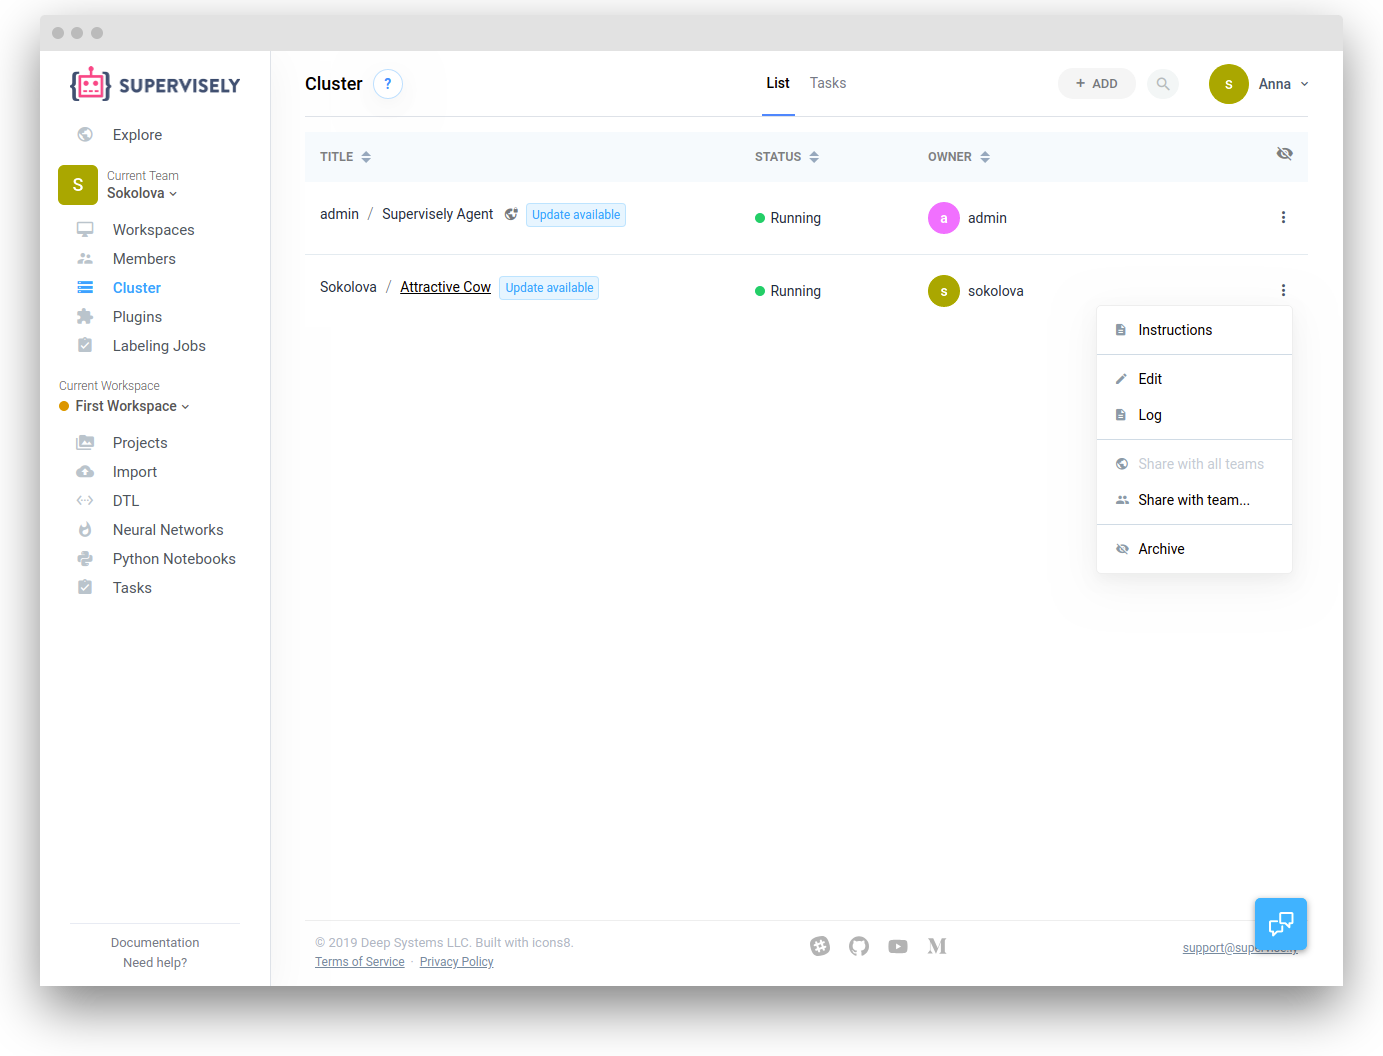 SUPERVISELY
Explore
S
Current Team
Sokolova
Workspaces
Members
Cluster
Plugins
Labeling Jobs
Current Workspace
First Workspace
Projects
Import
DTL
Neural Networks
Python Notebooks
Tasks
Documentation
Need help?
Cluster ?
List Tasks
+ ADD
s Anna
TITLE STATUS OWNER
admin / Supervisely Agent Update available Running a admin
Sokolova / Attractive Cow Update available Running s sokolova
Instructions
Edit
Log
Share with all teams
Share with team...
Archive
© 2019 Deep Systems LLC. Built with icons8.
Terms of Service · Privacy Policy